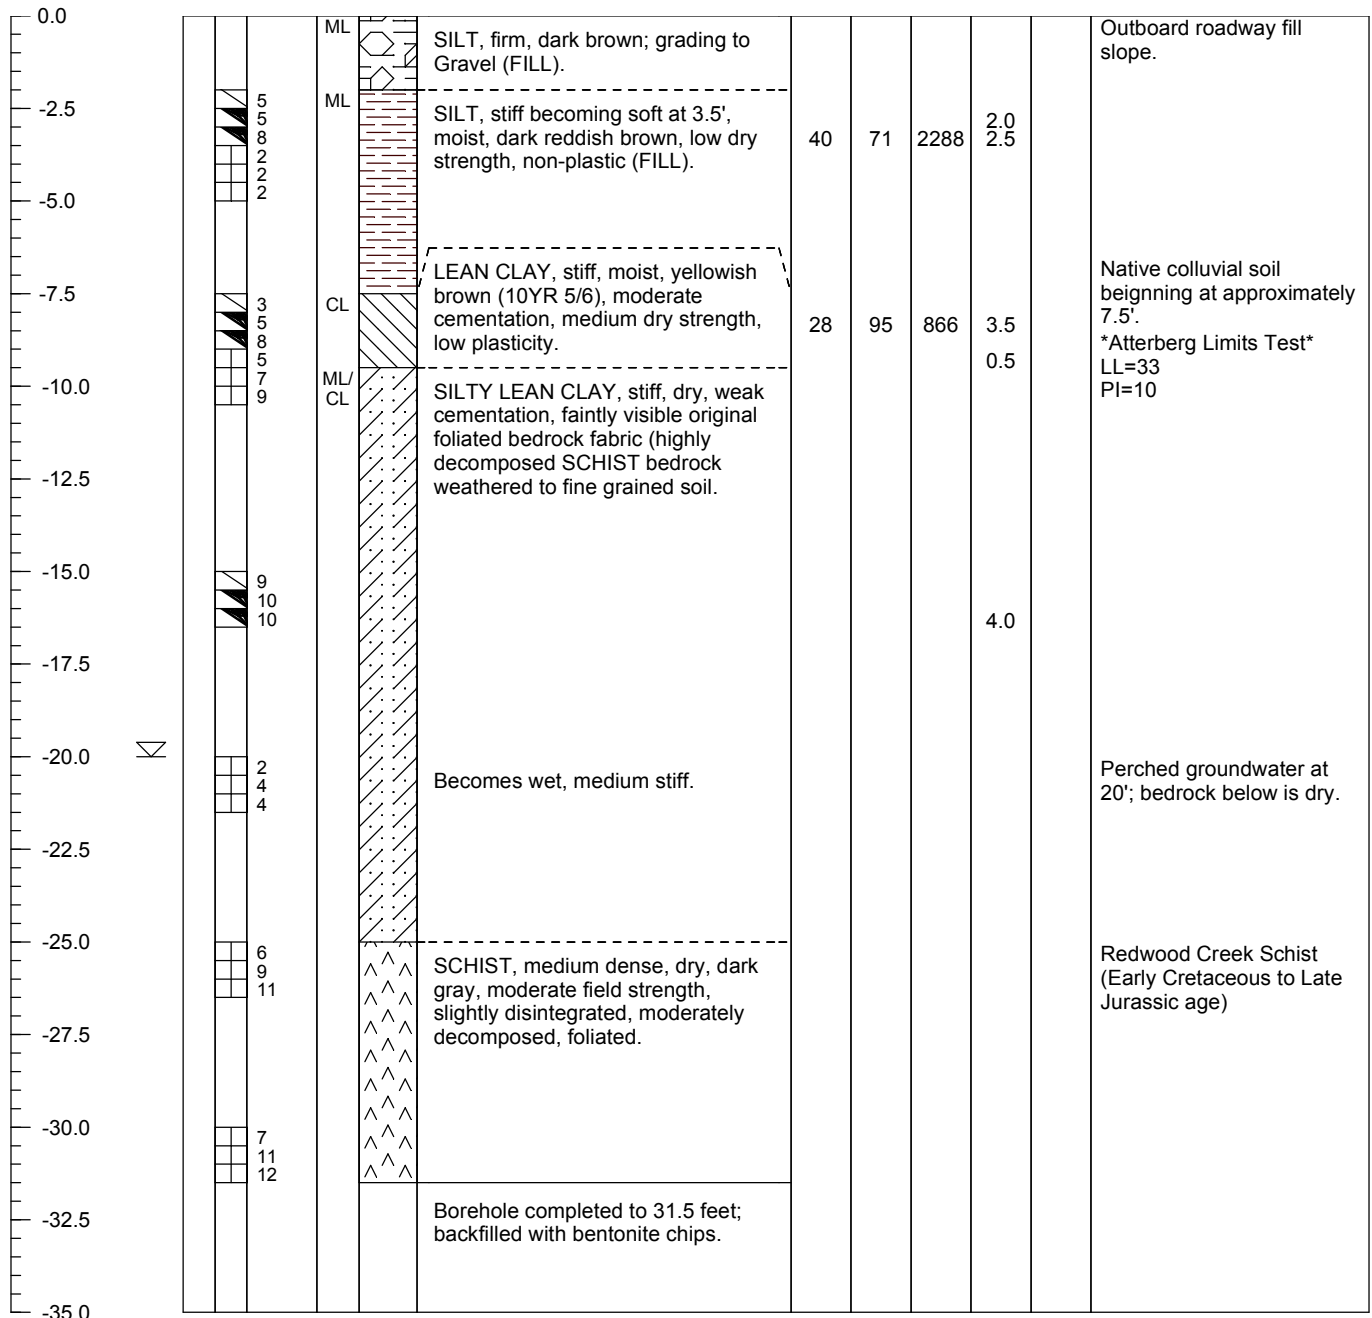 0.0
ML
SILT, firm, dark brown; grading to
Gravel (FILL).
Outboard roadway fill
slope.
-2.5
5
5
8
2
2
2
ML
SILT, stiff becoming soft at 3.5',
moist, dark reddish brown, low dry
strength, non-plastic (FILL).
40
71
2288
2.0
2.5
-5.0
-7.5
3
5
8
5
7
9
CL
LEAN CLAY, stiff, moist, yellowish
brown (10YR 5/6), moderate
cementation, medium dry strength,
low plasticity.
28
95
866
3.5
0.5
Native colluvial soil
beignning at approximately
7.5'.
*Atterberg Limits Test*
LL=33
PI=10
-10.0
ML/
CL
SILTY LEAN CLAY, stiff, dry, weak
cementation, faintly visible original
foliated bedrock fabric (highly
decomposed SCHIST bedrock
weathered to fine grained soil.
-12.5
-15.0
9
10
10
4.0
-17.5
-20.0
2
4
4
Becomes wet, medium stiff.
Perched groundwater at
20'; bedrock below is dry.
-22.5
-25.0
6
9
11
SCHIST, medium dense, dry, dark
gray, moderate field strength,
slightly disintegrated, moderately
decomposed, foliated.
Redwood Creek Schist
(Early Cretaceous to Late
Jurassic age)
-27.5
-30.0
7
11
12
-32.5
Borehole completed to 31.5 feet;
backfilled with bentonite chips.
-35.0